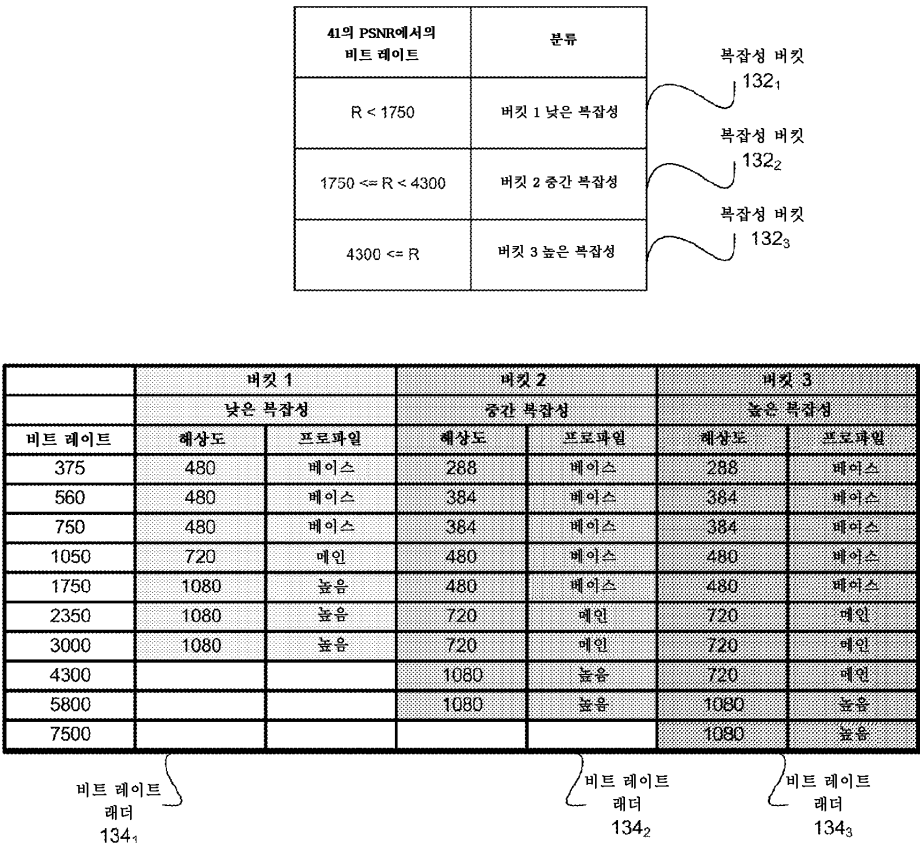 41의 PSNR에서의
비트 레이트
분류
R < 1750
버킷 1 낮은 복잡성
1750 <= R < 4300
버킷 2 중간 복잡성
4300 <= R
버킷 3 높은 복잡성
복잡성 버킷
132₁
복잡성 버킷
132₂
복잡성 버킷
132₃
버킷 1 버킷 2 버킷 3
낮은 복잡성 중간 복잡성 높은 복잡성
비트 레이트 해상도 프로파일 해상도 프로파일 해상도 프로파일
375 480 베이스 288 베이스 288 베이스
560 480 베이스 384 베이스 384 베이스
750 480 베이스 384 베이스 384 베이스
1050 720 메인 480 베이스 480 베이스
1750 1080 높음 480 베이스 480 베이스
2350 1080 높음 720 메인 720 메인
3000 1080 높음 720 메인 720 메인
4300 1080 높음 720 메인
5800 1080 높음 1080 높음
7500 1080 높음
비트 레이트
래더
134₁
비트 레이트
래더
134₂
비트 레이트
래더
134₃